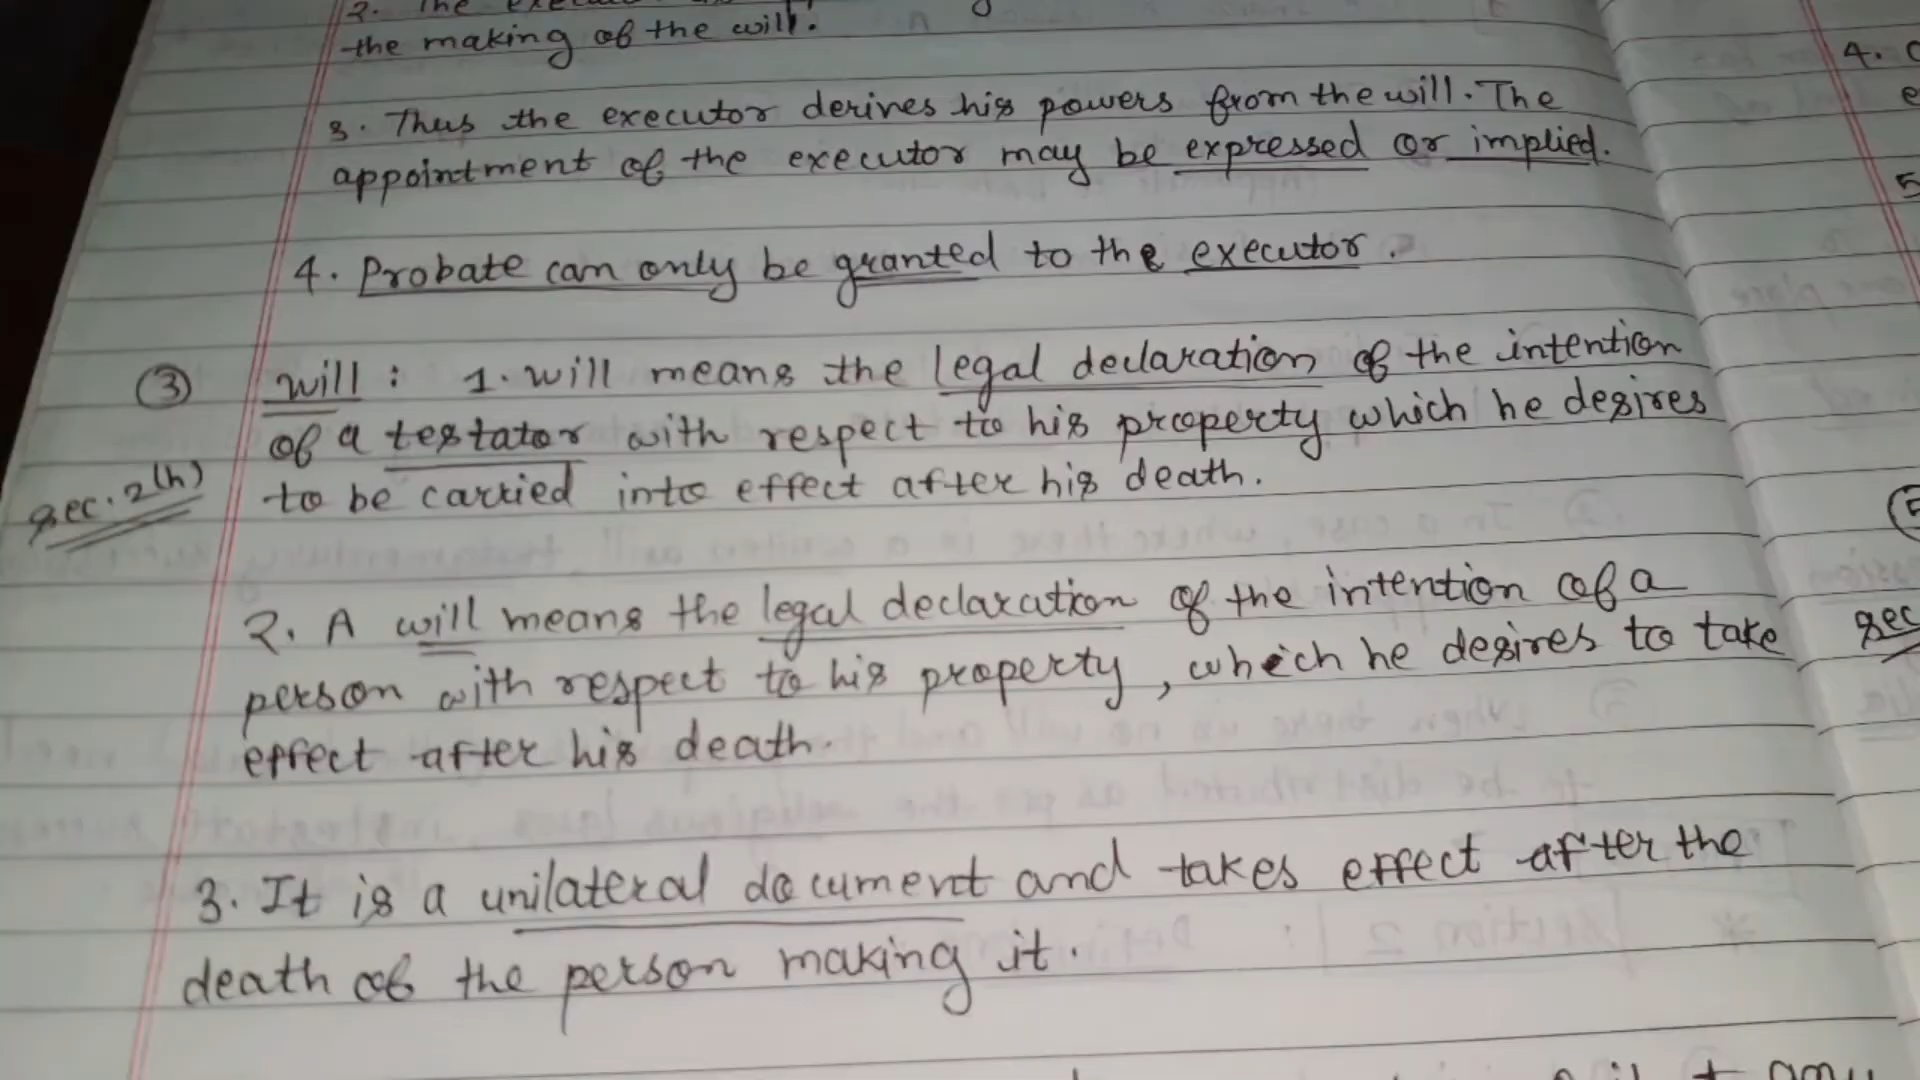 2. The
the making of the will.
3. Thus the executor derives his powers from the will. The
appointment of the executor may be expressed or implied.
4. Probate can only be granted to the executor.
③ will : 1. will means the legal declaration of the intention
of a testator with respect to his property which he desires
sec. 2(h)
to be carried into effect after his death.
2. A will means the legal declaration of the intention of a
person with respect to his property, which he desires to take
effect after his death.
3. It is a unilateral document and takes effect after the
death of the person making it.
4.
5
sec